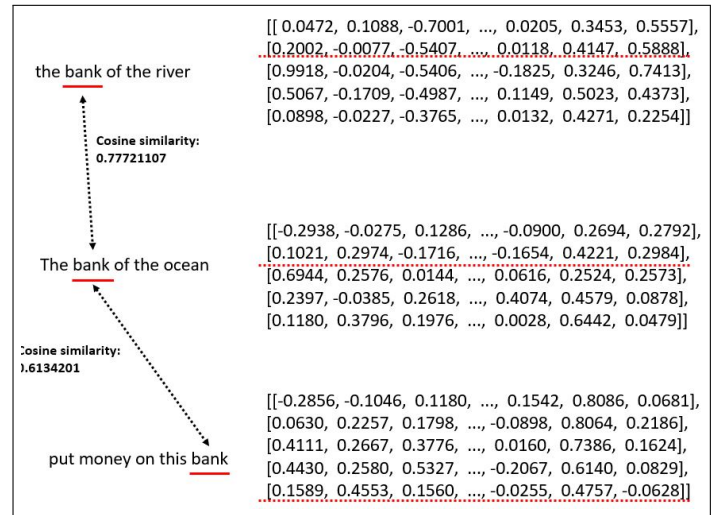 [[ 0.0472, 0.1088, -0.7001, ..., 0.0205, 0.3453, 0.5557],
[0.2002, -0.0077, -0.5407, ..., 0.0118, 0.4147, 0.5888],
the bank of the river
[0.9918, -0.0204, -0.5406, ..., -0.1825, 0.3246, 0.7413],
[0.5067, -0.1709, -0.4987, ..., 0.1149, 0.5023, 0.4373],
[0.0898, -0.0227, -0.3765, ..., 0.0132, 0.4271, 0.2254]]
Cosine similarity:
0.77721107
[[-0.2938, -0.0275, 0.1286, ..., -0.0900, 0.2694, 0.2792],
[0.1021, 0.2974, -0.1716, ..., -0.1654, 0.4221, 0.2984],
The bank of the ocean
[0.6944, 0.2576, 0.0144, ..., 0.0616, 0.2524, 0.2573],
[0.2397, -0.0385, 0.2618, ..., 0.4074, 0.4579, 0.0878],
[0.1180, 0.3796, 0.1976, ..., 0.0028, 0.6442, 0.0479]]
Cosine similarity:
0.6134201
[[-0.2856, -0.1046, 0.1180, ..., 0.1542, 0.8086, 0.0681],
[0.0630, 0.2257, 0.1798, ..., -0.0898, 0.8064, 0.2186],
[0.4111, 0.2667, 0.3776, ..., 0.0160, 0.7386, 0.1624],
put money on this bank
[0.4430, 0.2580, 0.5327, ..., -0.2067, 0.6140, 0.0829],
[0.1589, 0.4553, 0.1560, ..., -0.0255, 0.4757, -0.0628]]